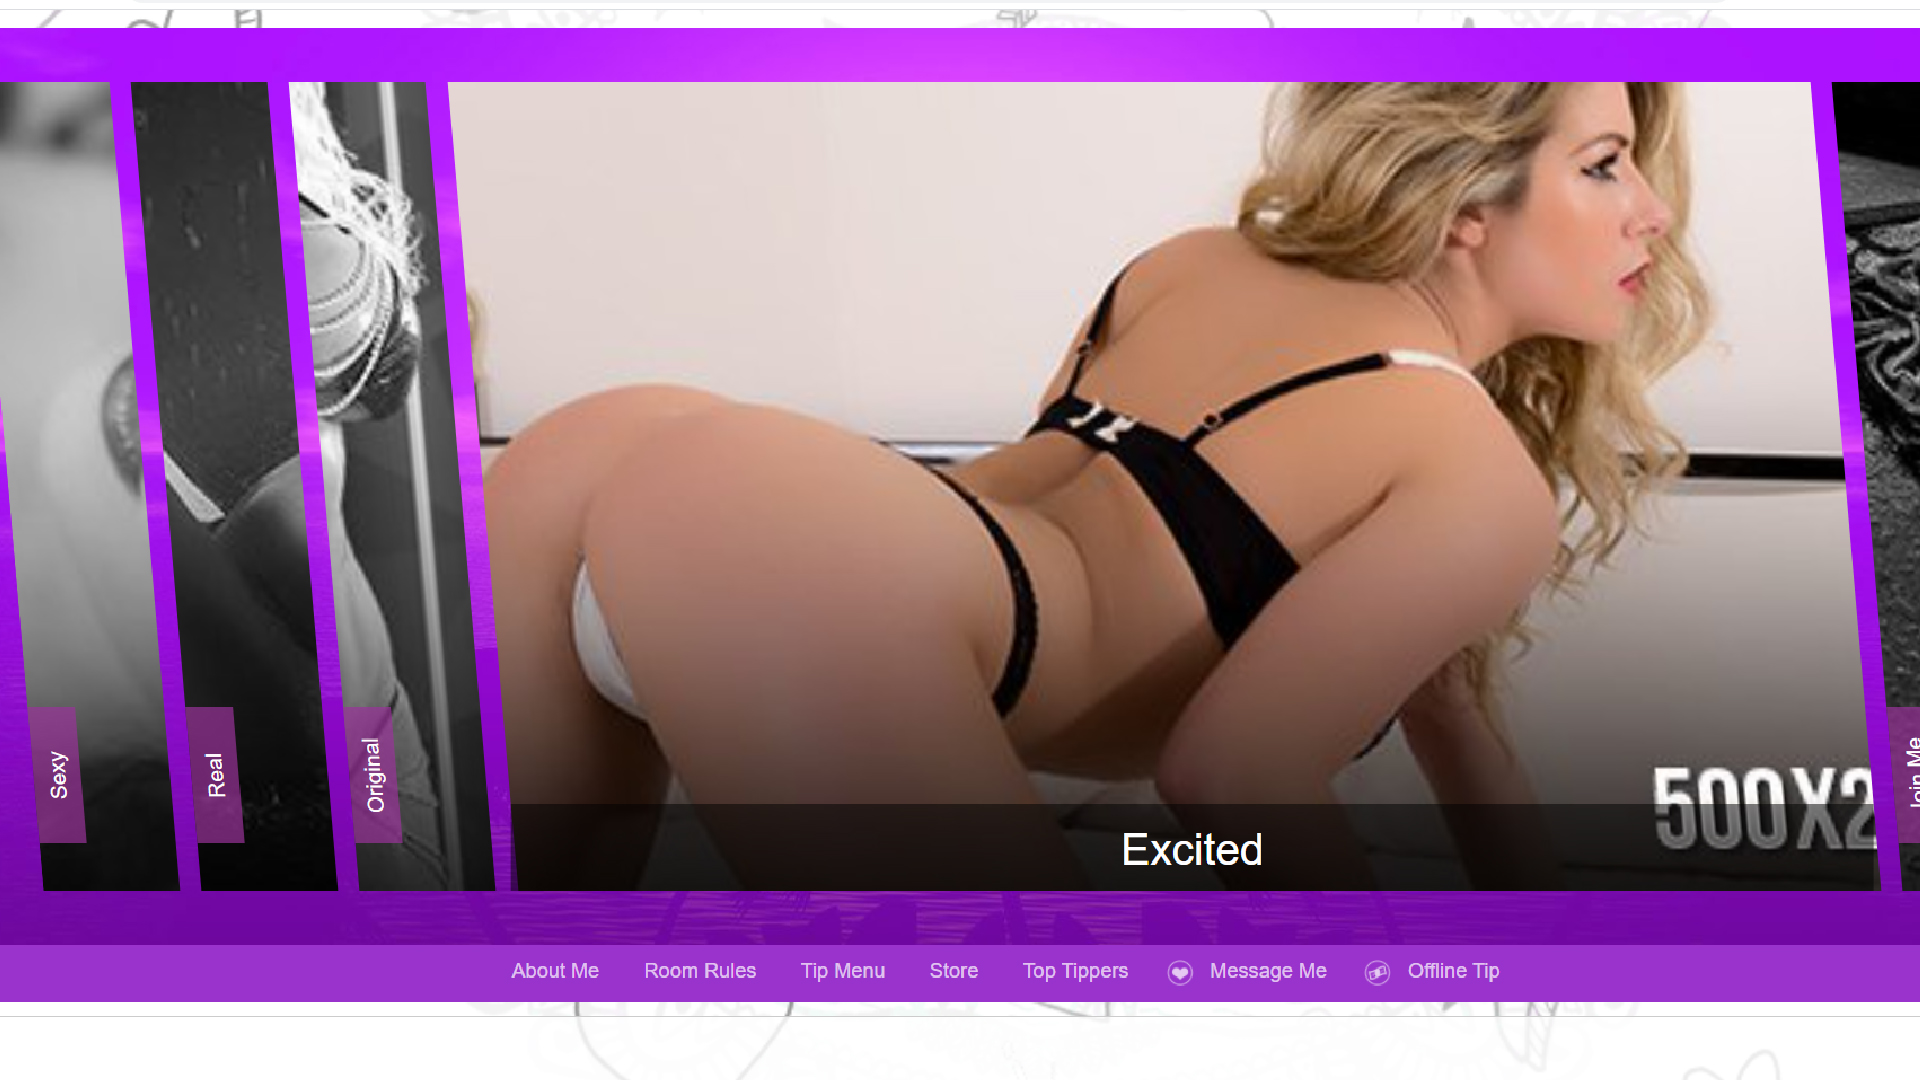 Sexy
Real
Original
Excited
500X2
Join Me
About Me
Room Rules
Tip Menu
Store
Top Tippers
Message Me
Offline Tip